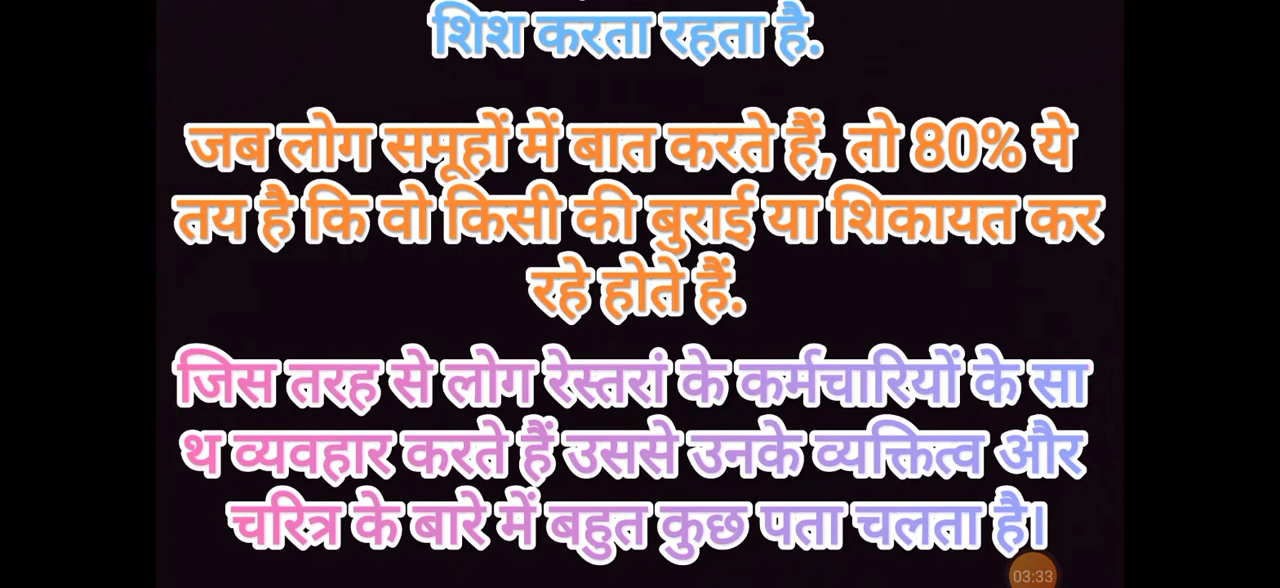 शिश करता रहता है.
जब लोग समूहों में बात करते हैं, तो 80% ये
तय है कि वो किसी की बुराई या शिकायत कर
रहे होते हैं.
जिस तरह से लोग रेस्तरां के कर्मचारियों के सा
थ व्यवहार करते हैं उससे उनके व्यक्तित्व और
चरित्र के बारे में बहुत कुछ पता चलता है।
03:33